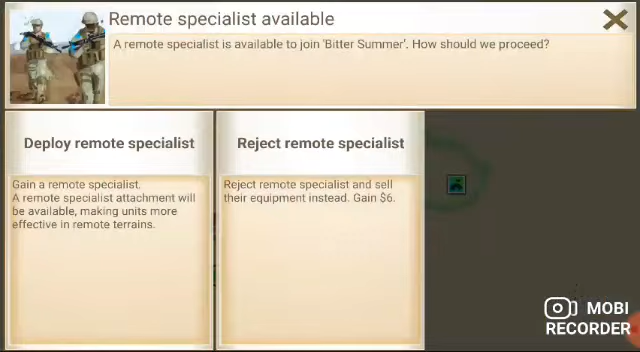 Remote specialist available
A remote specialist is available to join 'Bitter Summer'. How should we proceed?
Deploy remote specialist
Gain a remote specialist.
A remote specialist attachment will
be available, making units more
effective in remote terrains.
Reject remote specialist
Reject remote specialist and sell
their equipment instead. Gain $6.
MOBI
RECORDER